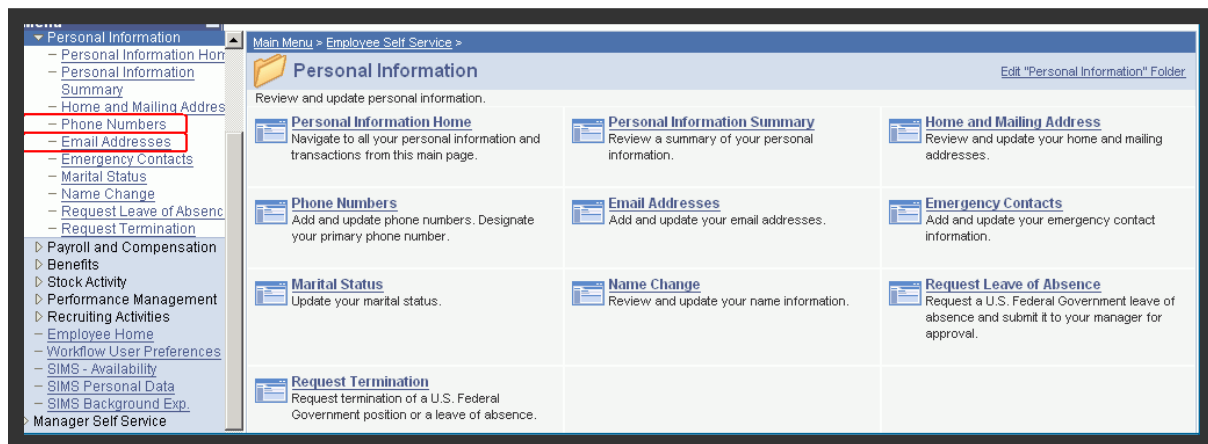 Menu
Personal Information
– Personal Information Hom
– Personal Information
Summary
– Home and Mailing Addres
– Phone Numbers
– Email Addresses
– Emergency Contacts
– Marital Status
– Name Change
– Request Leave of Absenc
– Request Termination
Payroll and Compensation
Benefits
Stock Activity
Performance Management
Recruiting Activities
– Employee Home
– Workflow User Preferences
– SIMS - Availability
– SIMS Personal Data
– SIMS Background Exp.
Manager Self Service
Main Menu > Employee Self Service >
Personal Information
Edit "Personal Information" Folder
Review and update personal information.
Personal Information Home
Navigate to all your personal information and
transactions from this main page.
Personal Information Summary
Review a summary of your personal
information.
Home and Mailing Address
Review and update your home and mailing
addresses.
Phone Numbers
Add and update phone numbers. Designate
your primary phone number.
Email Addresses
Add and update your email addresses.
Emergency Contacts
Add and update your emergency contact
information.
Marital Status
Update your marital status.
Name Change
Review and update your name information.
Request Leave of Absence
Request a U.S. Federal Government leave of
absence and submit it to your manager for
approval.
Request Termination
Request termination of a U.S. Federal
Government position or a leave of absence.